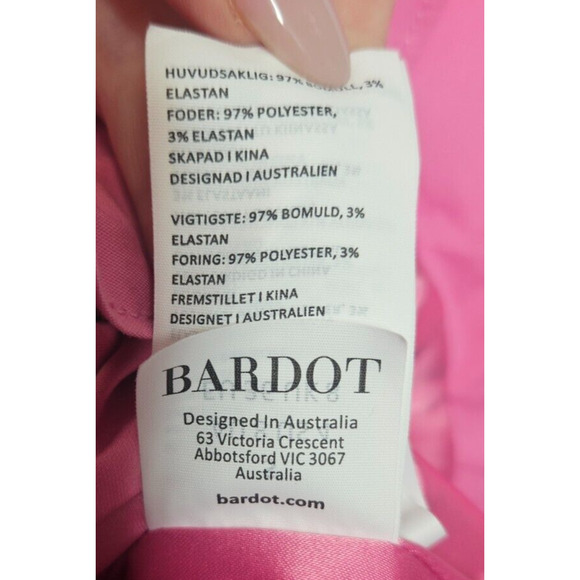 HUVUDSAKLIG: 97% BOMULL, 3%
ELASTAN
FODER: 97% POLYESTER,
3% ELASTAN
SKAPAD I KINA
DESIGNAD I AUSTRALIEN
VIGTIGSTE: 97% BOMULD, 3%
ELASTAN
FORING: 97% POLYESTER, 3%
ELASTAN
FREMSTILLET I KINA
DESIGNET I AUSTRALIEN
BARDOT
Designed In Australia
63 Victoria Crescent
Abbotsford VIC 3067
Australia
bardot.com